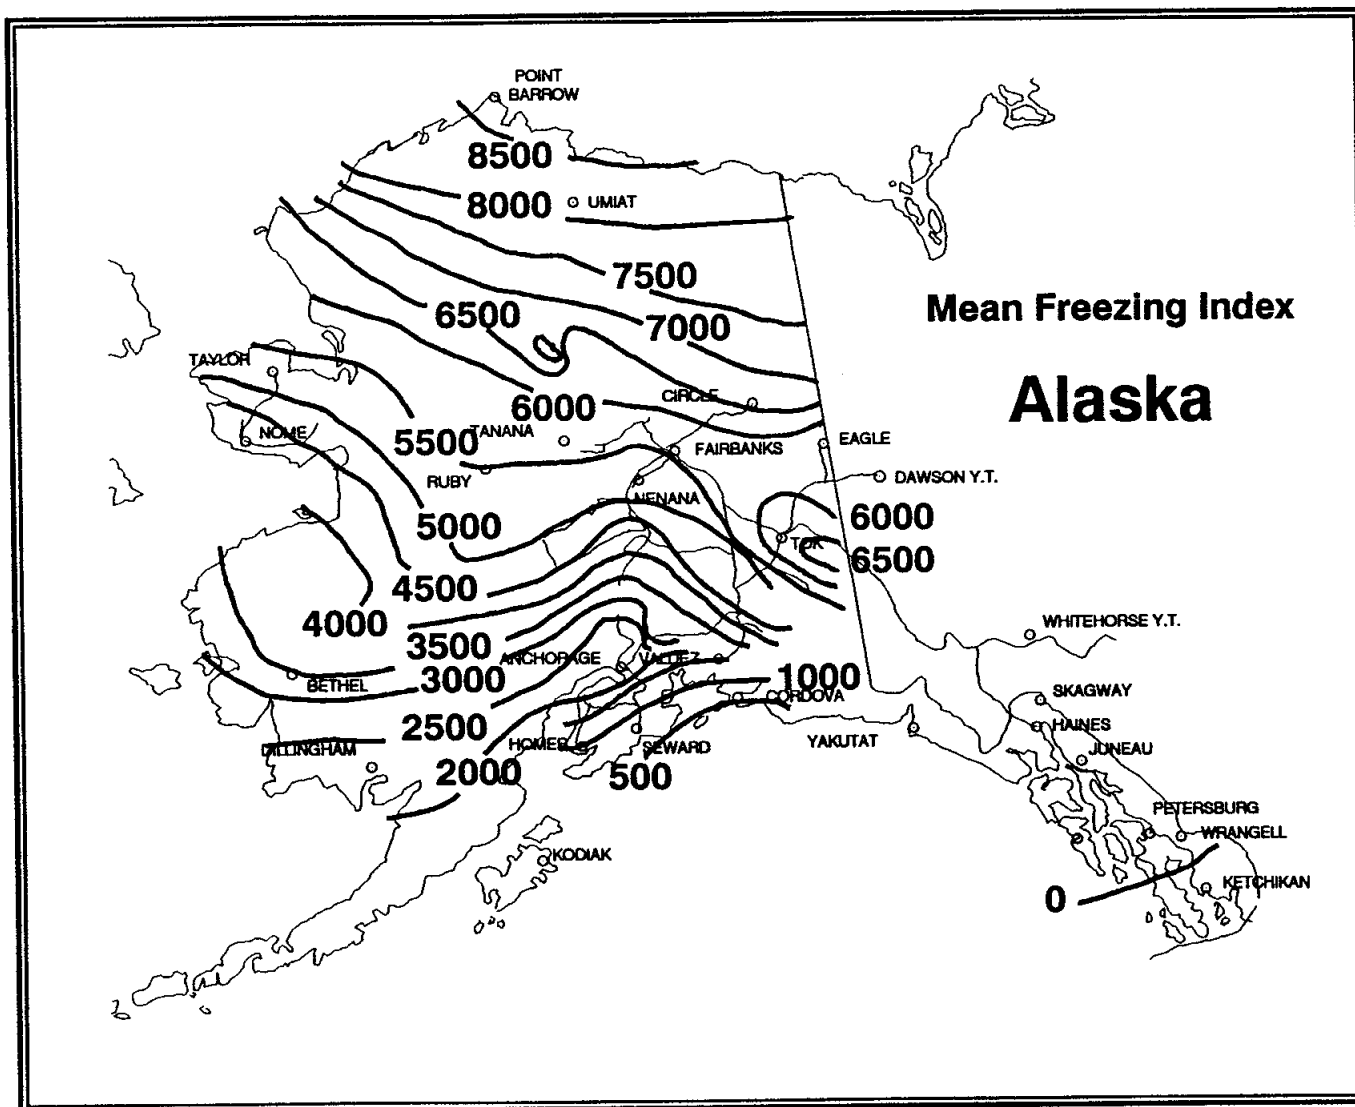 POINT
BARROW
8500
8000
UMIAT
7500
Mean Freezing Index
6500
7000
TAYLOR
Alaska
CIRCLE
6000
NOME
5500
TANANA
FAIRBANKS
EAGLE
RUBY
DAWSON Y.T.
NENANA
6000
5000
TOK
6500
4500
4000
WHITEHORSE Y.T.
3500
ANCHORAGE
VALDEZ
BETHEL
3000
1000
SKAGWAY
CORDOVA
2500
HAINES
DILLINGHAM
HOMER
SEWARD
YAKUTAT
JUNEAU
2000
500
PETERSBURG
WRANGELL
KODIAK
KETCHIKAN
0